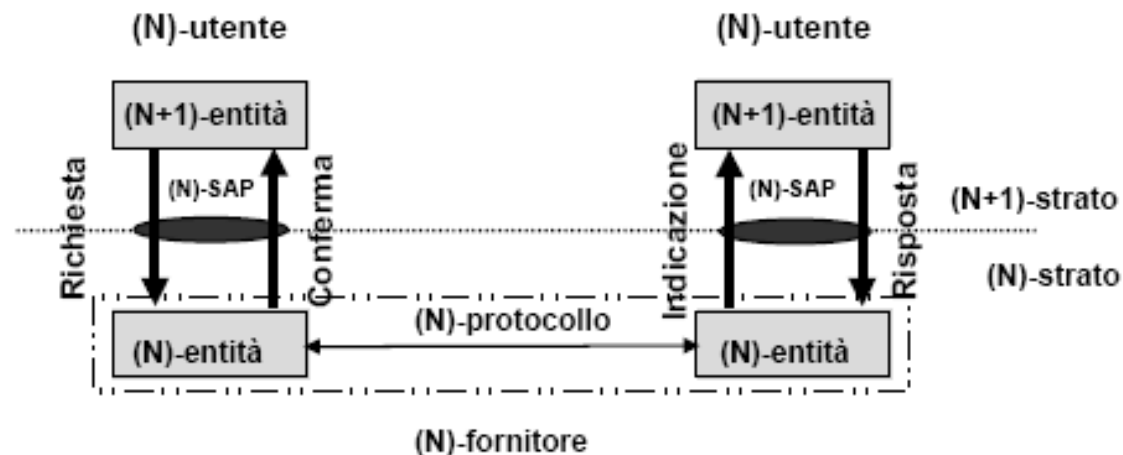 (N)-utente
(N)-utente
(N+1)-entità
(N+1)-entità
Richiesta
(N)-SAP
Conferma
Indicazione
(N)-SAP
Risposta
(N+1)-strato
(N)-strato
(N)-protocollo
(N)-entità
(N)-entità
(N)-fornitore